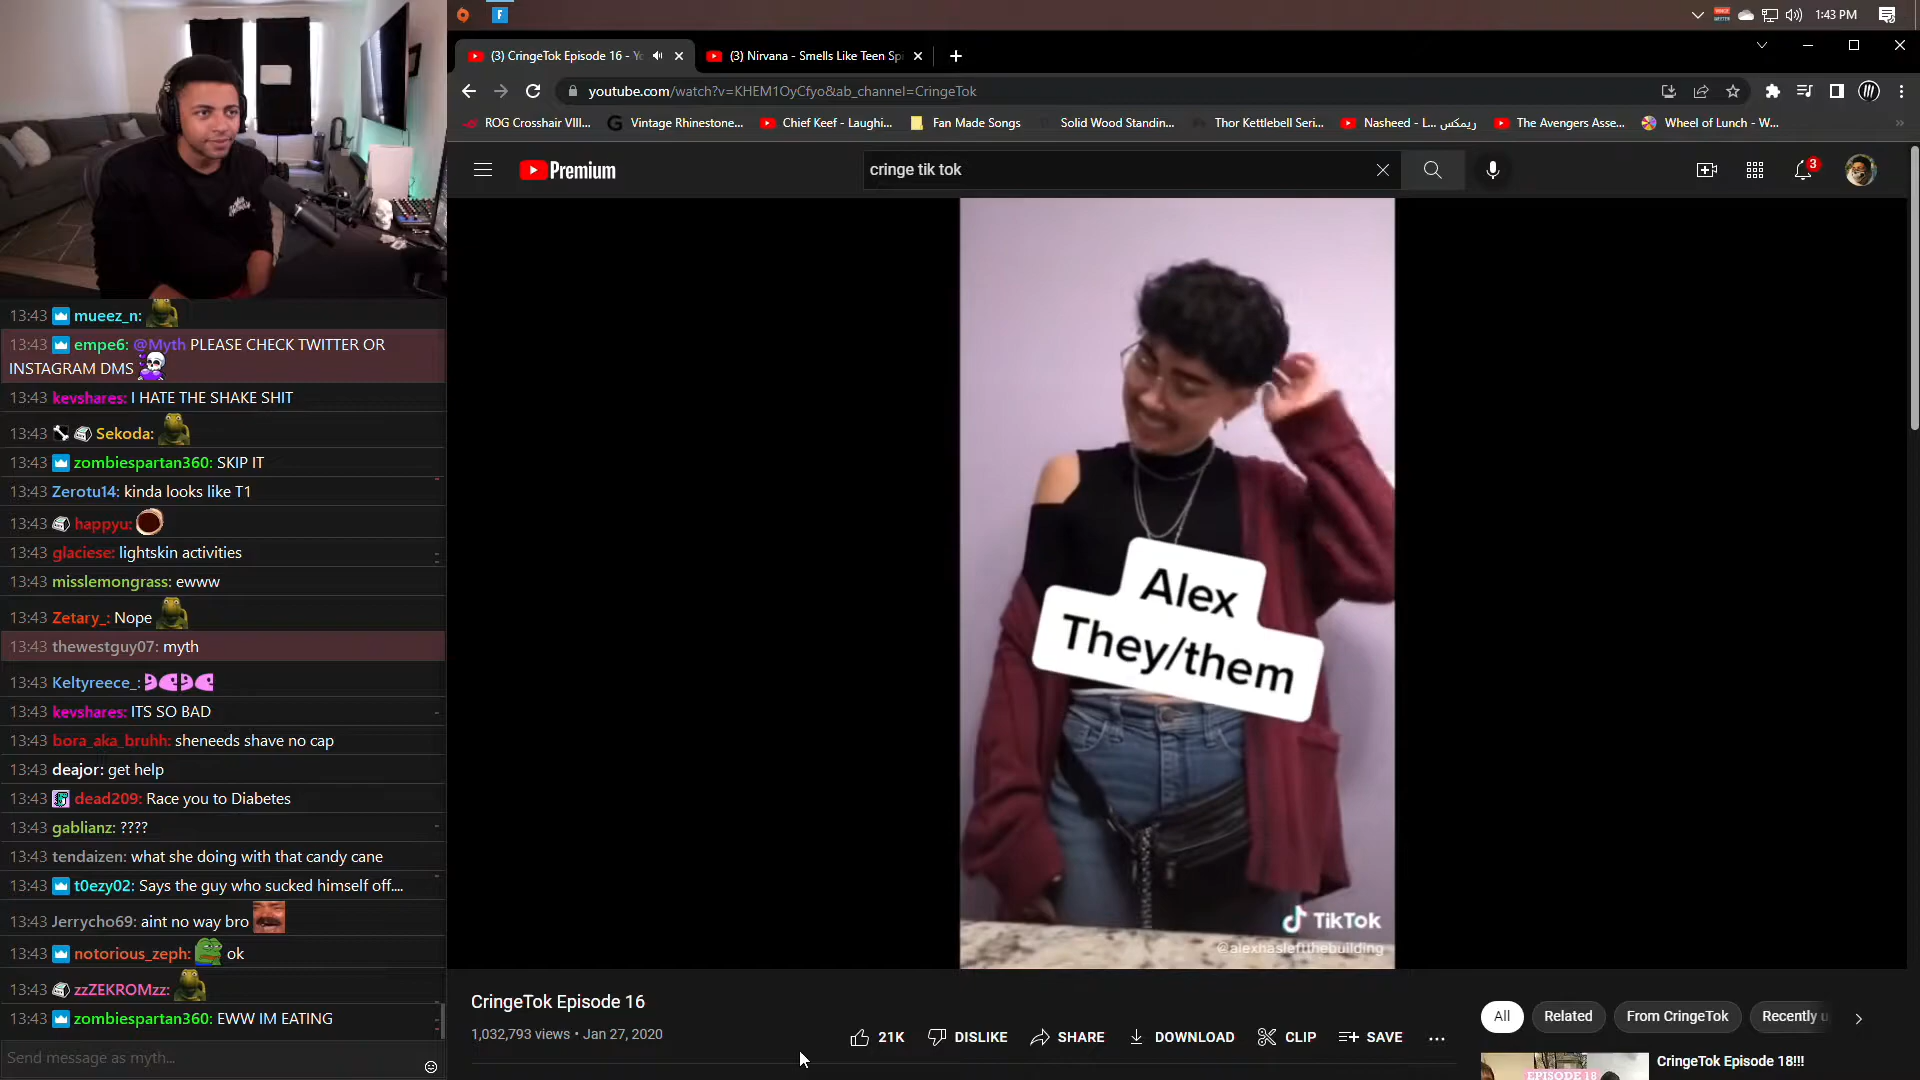 1:43 PM
(3) CringeTok Episode 16 - Yo
(3) Nirvana - Smells Like Teen Spi
youtube.com/watch?v=KHEM1OyCfyo&ab_channel=CringeTok
ROG Crosshair VIII...
Vintage Rhinestone...
Chief Keef - Laughi...
Fan Made Songs
Solid Wood Standin...
Thor Kettlebell Seri...
Nasheed - L... ريمكس
The Avengers Asse...
Wheel of Lunch - W...
Premium
cringe tik tok
3
13:43 mueez_n:
13:43 empe6: @Myth PLEASE CHECK TWITTER OR
INSTAGRAM DMS
13:43 kevshares: I HATE THE SHAKE SHIT
13:43 Sekoda:
13:43 zombiespartan360: SKIP IT
13:43 Zerotu14: kinda looks like T1
13:43 happyu:
13:43 glaciese: lightskin activities
13:43 misslemongrass: ewww
13:43 Zetary_: Nope
13:43 thewestguy07: myth
13:43 Keltyreece_:
13:43 kevshares: ITS SO BAD
13:43 bora_aka_bruhh: sheneeds shave no cap
13:43 deajor: get help
13:43 dead209: Race you to Diabetes
13:43 gablianz: ????
13:43 tendaizen: what she doing with that candy cane
13:43 t0ezy02: Says the guy who sucked himself off....
13:43 Jerrycho69: aint no way bro
13:43 notorious_zeph: ok
13:43 zzZEKROMzz:
13:43 zombiespartan360: EWW IM EATING
Send message as myth...
Alex
They/them
TikTok
@alexhasleftthebuilding
CringeTok Episode 16
1,032,793 views • Jan 27, 2020
21K
DISLIKE
SHARE
DOWNLOAD
CLIP
SAVE
All
Related
From CringeTok
Recently u
CringeTok Episode 18!!!
EPISODE 18